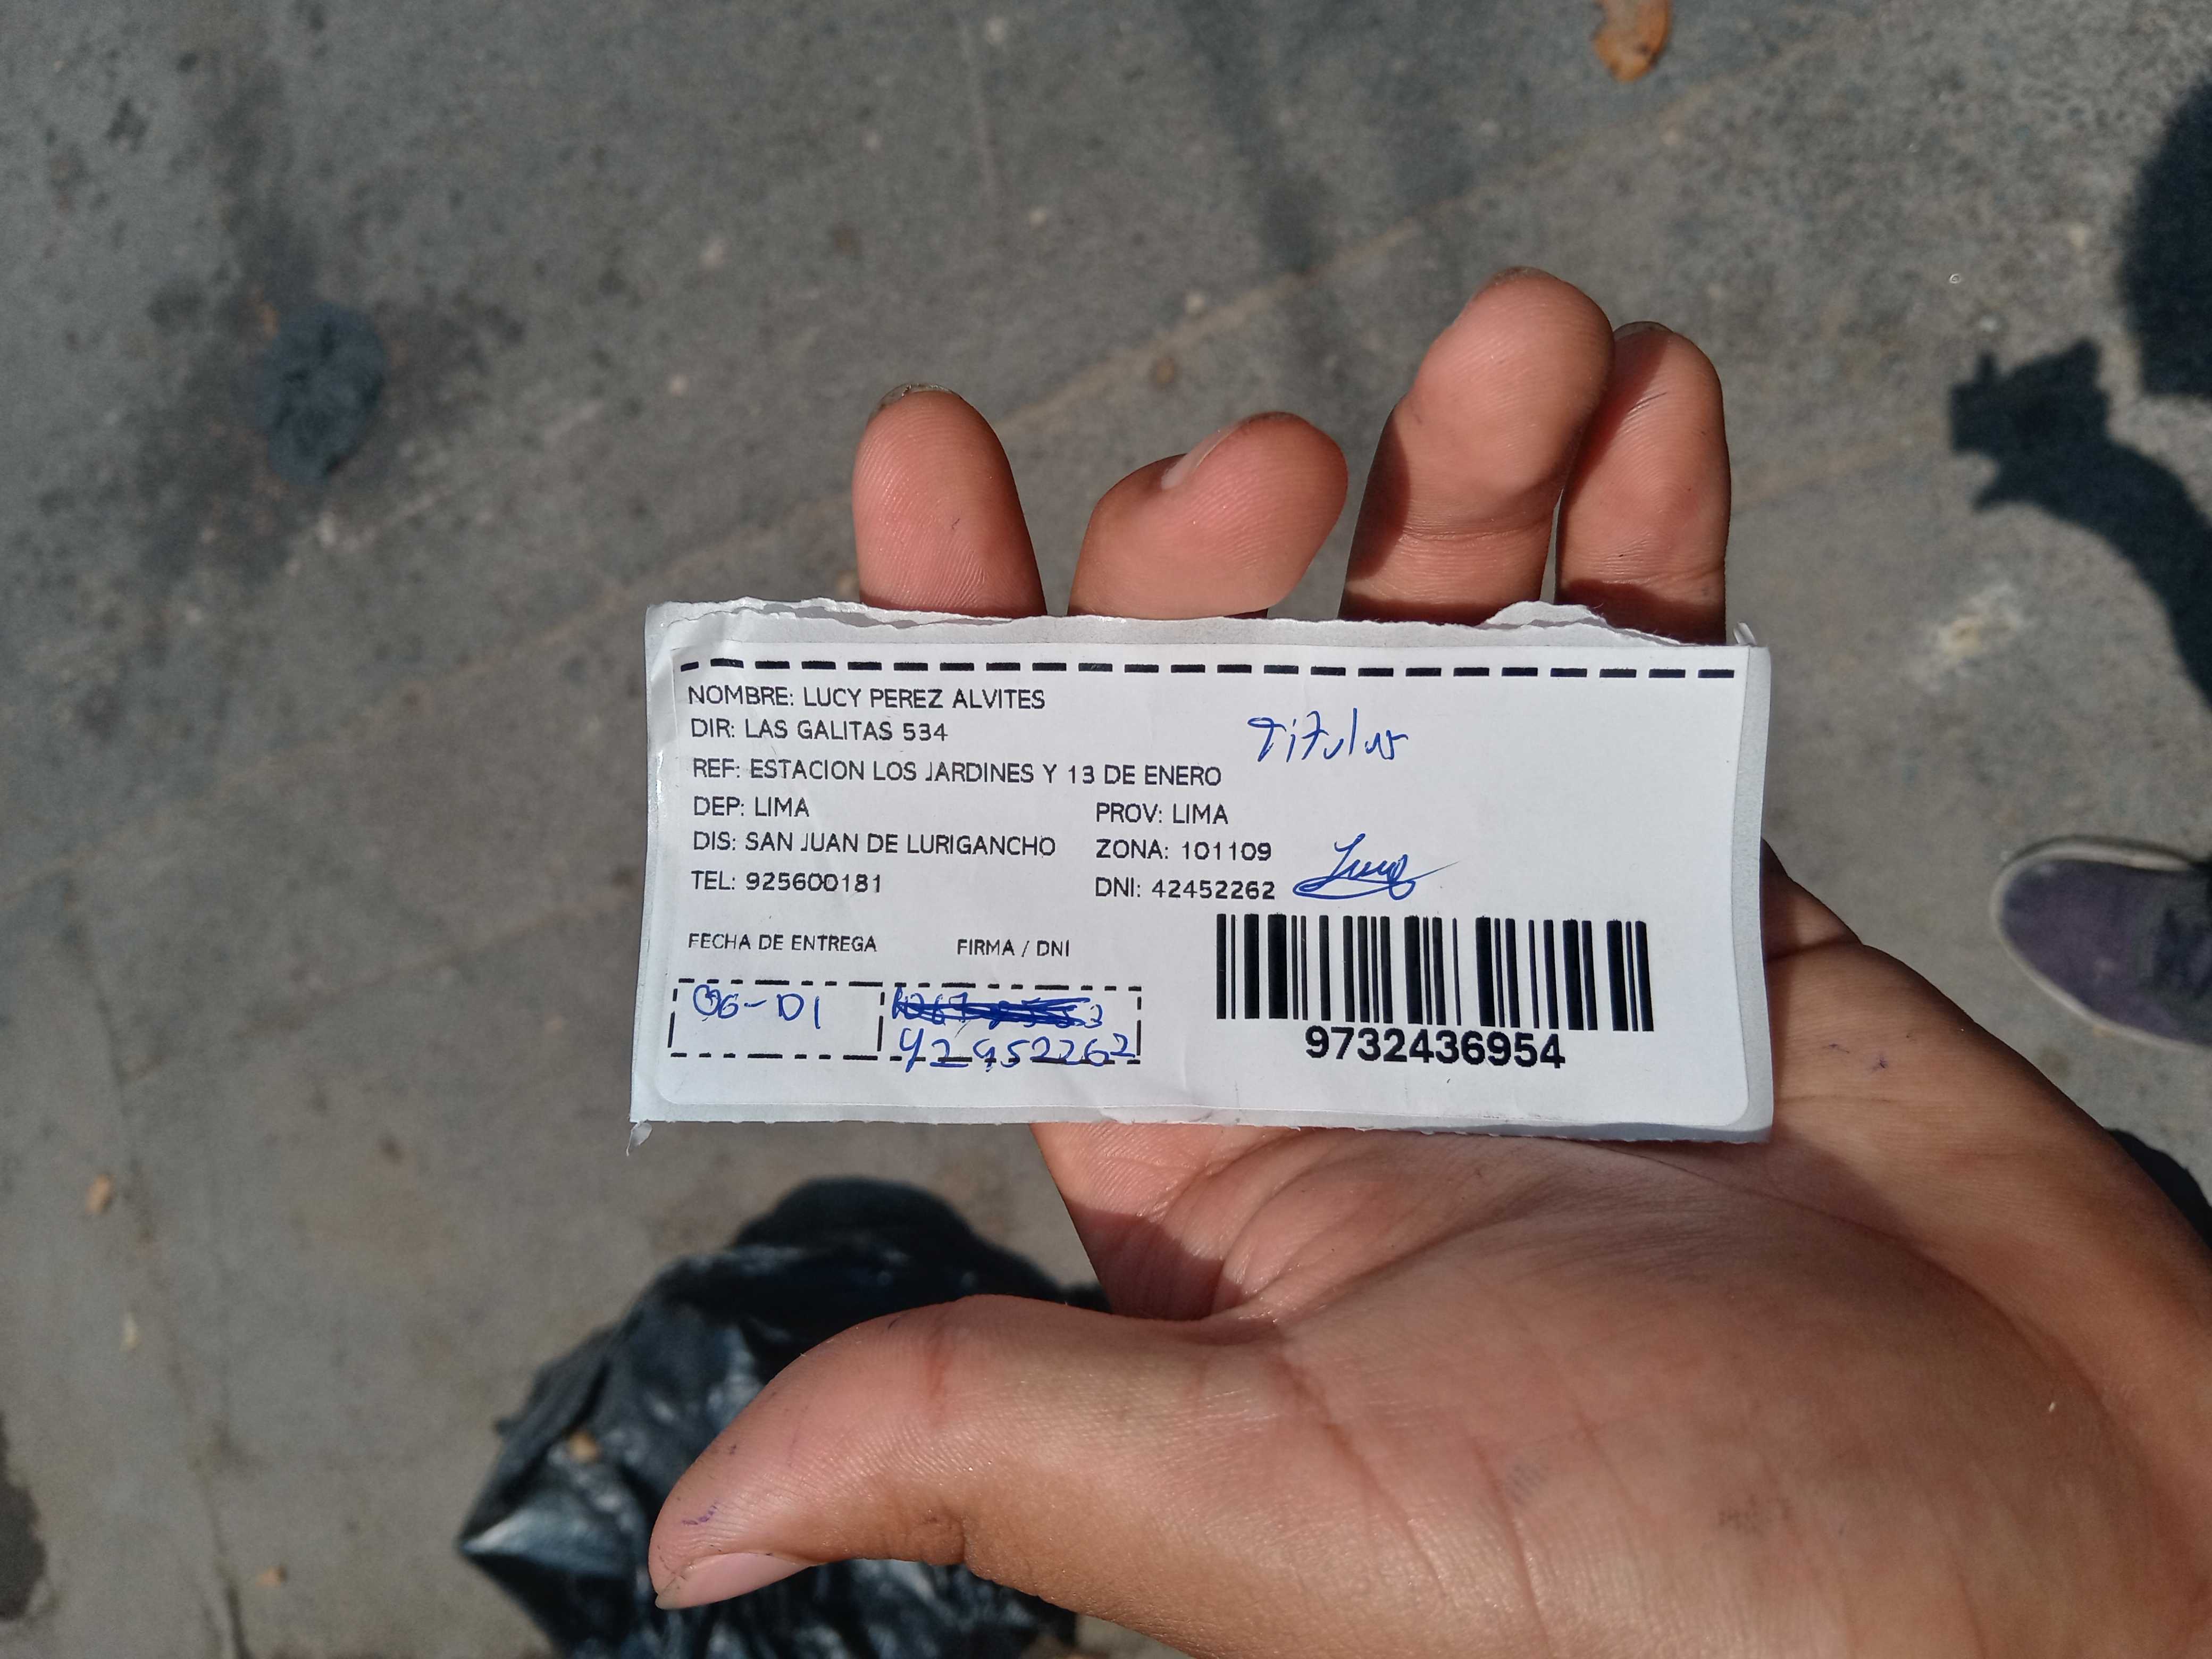 NOMBRE: LUCY PEREZ ALVITES
DIR: LAS GALITAS 534
Titular
REF: ESTACION LOS JARDINES Y 13 DE ENERO
DEP: LIMA PROV: LIMA
DIS: SAN JUAN DE LURIGANCHO ZONA: 101109
TEL: 925600181 DNI: 42452262
FECHA DE ENTREGA FIRMA / DNI
06-01
42452262
9732436954